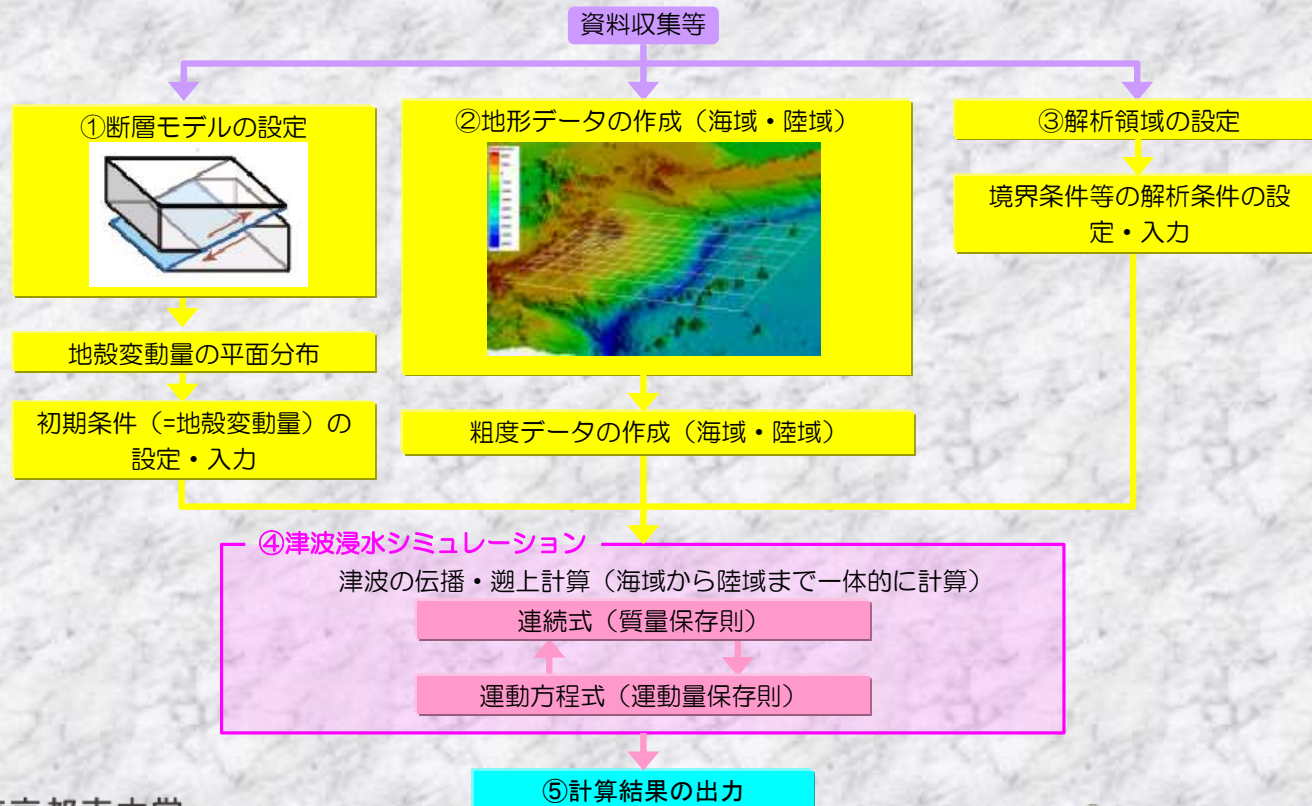 資料収集等
①断層モデルの設定
地殻変動量の平面分布
初期条件（=地殻変動量）の
設定・入力
②地形データの作成（海域・陸域）
粗度データの作成（海域・陸域）
③解析領域の設定
境界条件等の解析条件の設
定・入力
④津波浸水シミュレーション
津波の伝播・遡上計算（海域から陸域まで一体的に計算）
連続式（質量保存則）
運動方程式（運動量保存則）
⑤計算結果の出力